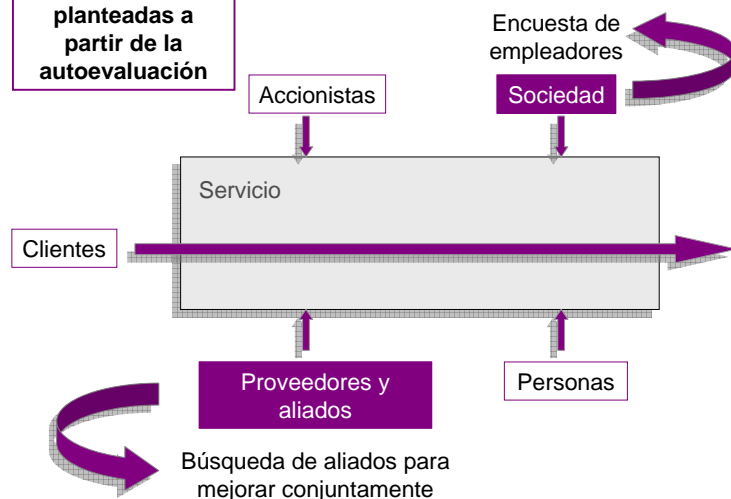 planteadas a
partir de la
autoevaluación
Encuesta de
empleadores
Accionistas
Sociedad
Servicio
Clientes
Proveedores y
aliados
Personas
Búsqueda de aliados para
mejorar conjuntamente